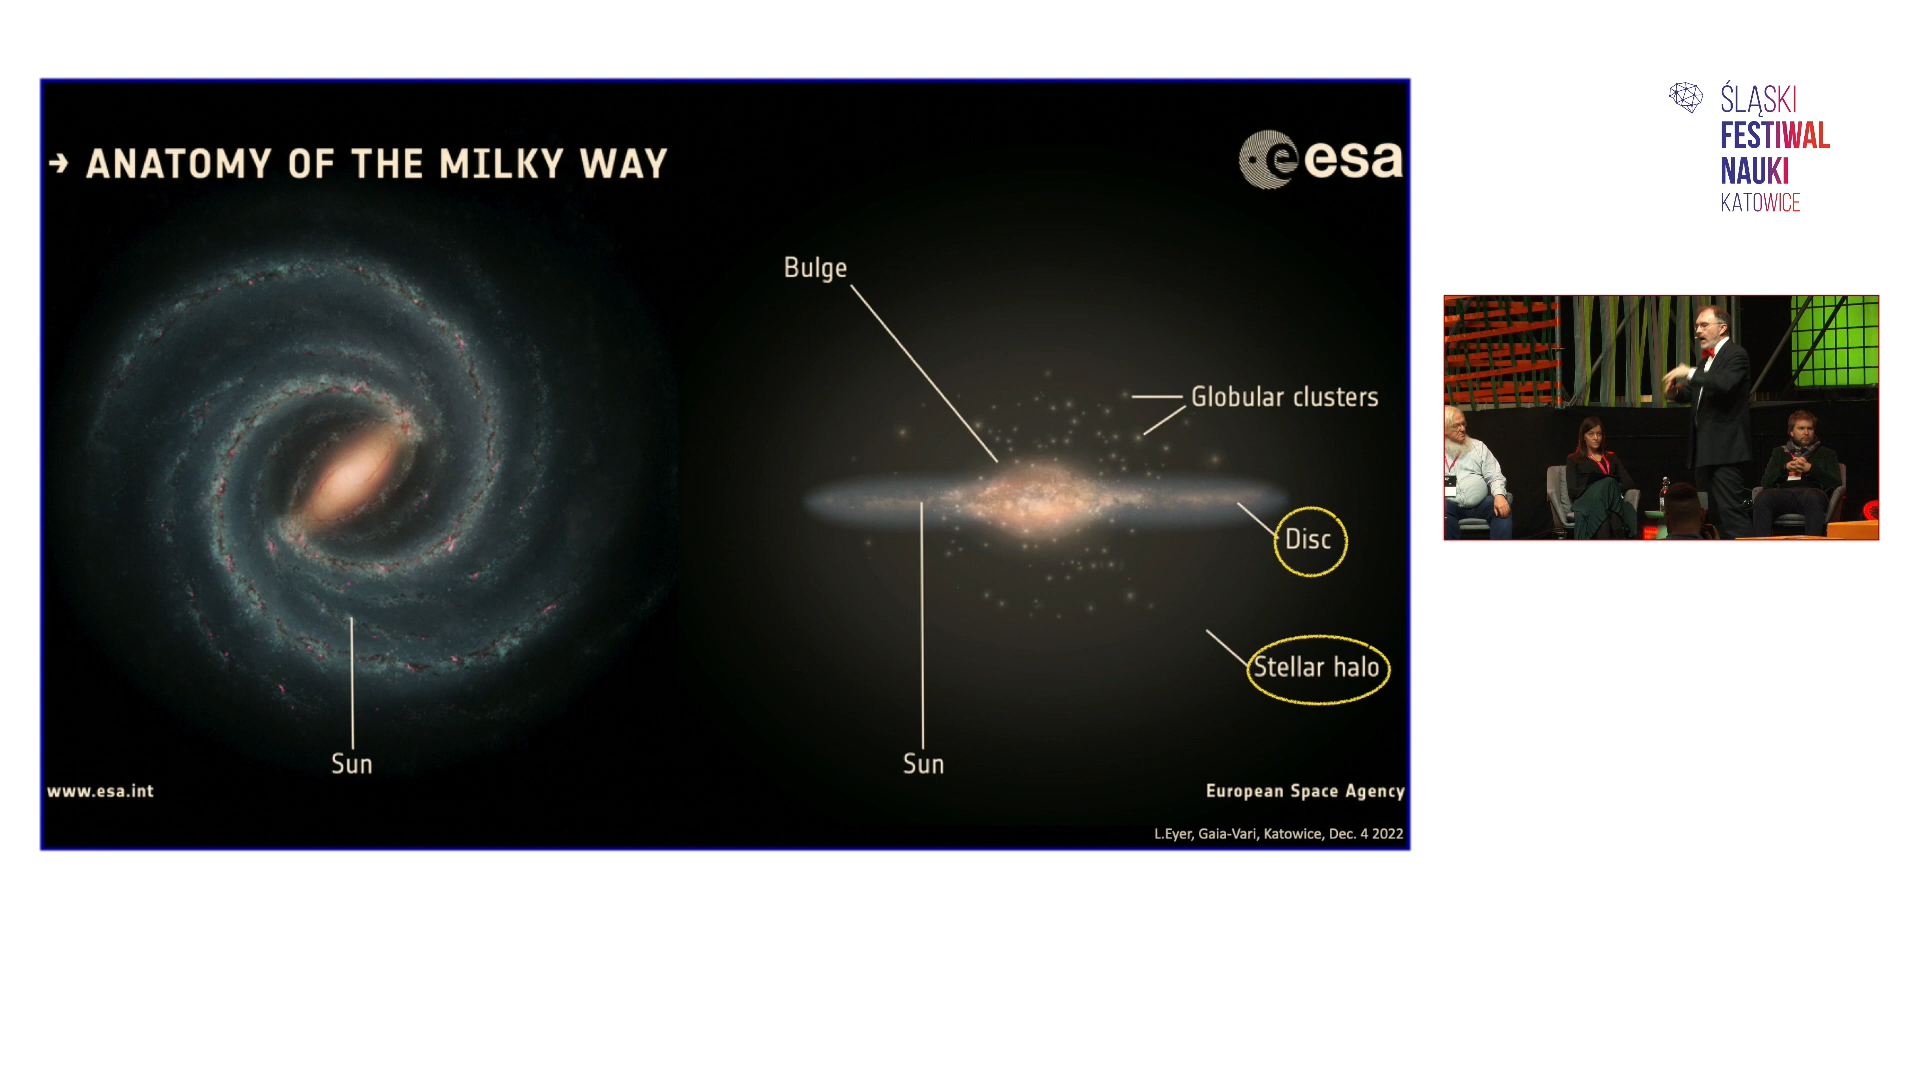 → ANATOMY OF THE MILKY WAY
esa
Bulge
Globular clusters
Disc
Stellar halo
Sun
Sun
www.esa.int
European Space Agency
L.Eyer, Gaia-Vari, Katowice, Dec. 4 2022
ŚLĄSKI
FESTIWAL
NAUKI
KATOWICE